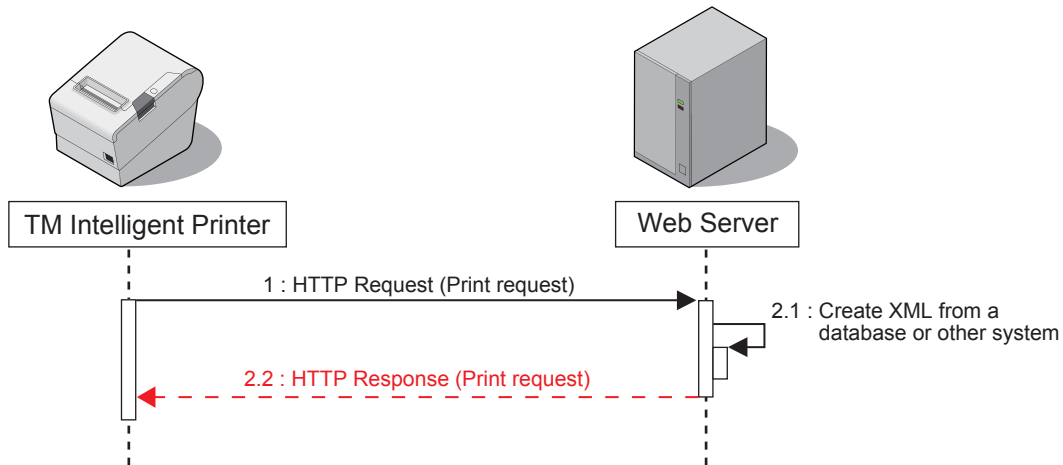 TM Intelligent Printer
Web Server
1 : HTTP Request (Print request)
2.1 : Create XML from a
database or other system
2.2 : HTTP Response (Print request)